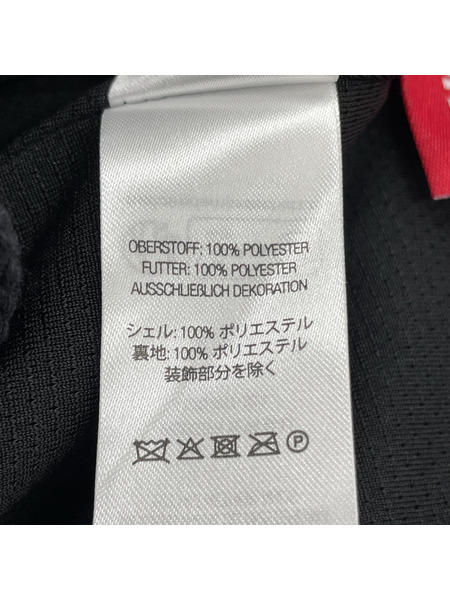 OBERSTOFF: 100% POLYESTER
FUTTER: 100% POLYESTER
AUSSCHLIEßLICH DEKORATION
シェル: 100% ポリエステル
裏地: 100% ポリエステル
装飾部分を除く
P